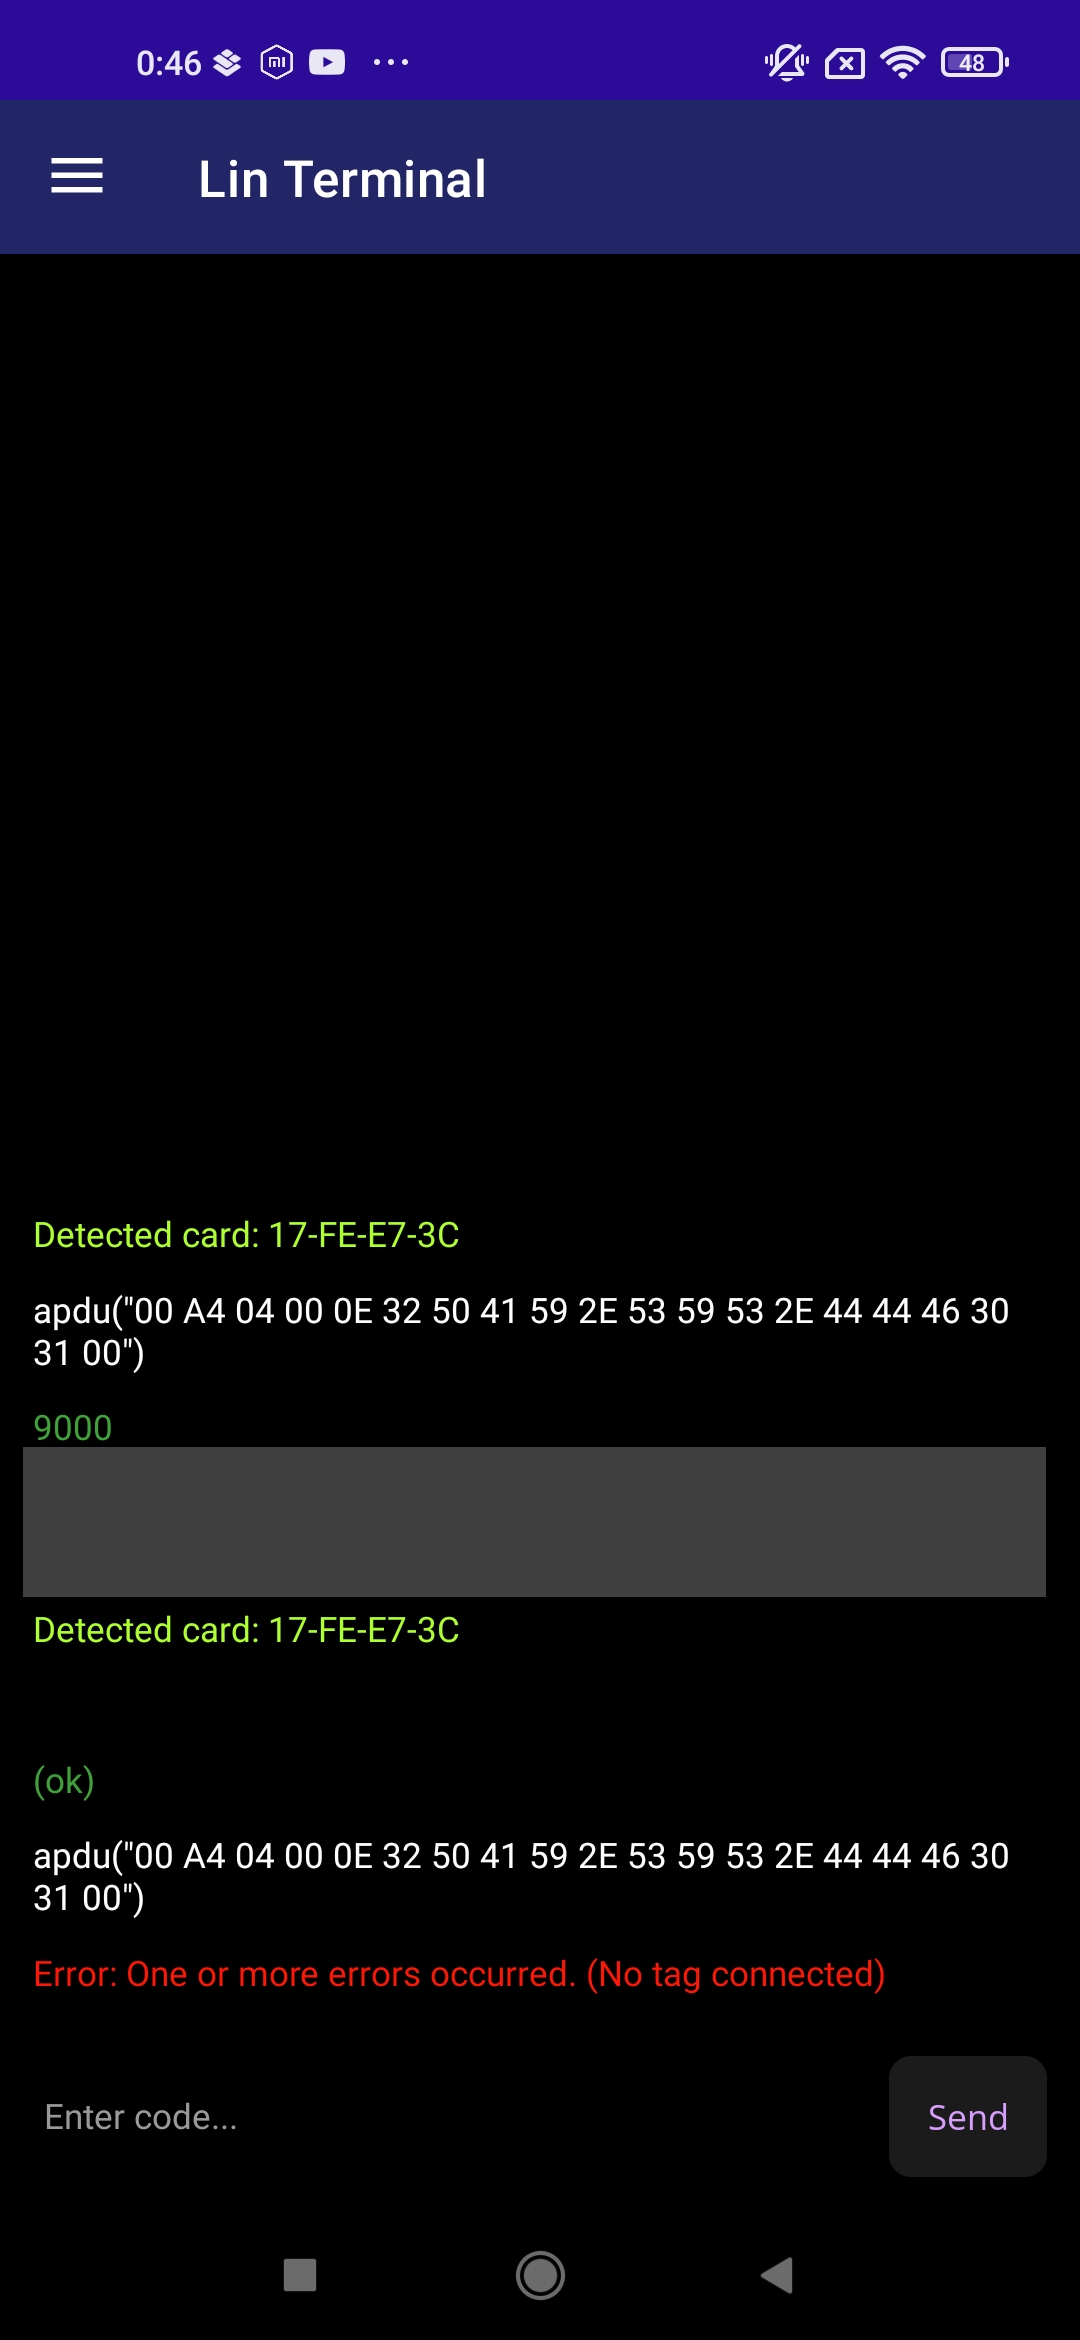 0:46
48
Lin Terminal
Detected card: 17-FE-E7-3C
apdu("00 A4 04 00 0E 32 50 41 59 2E 53 59 53 2E 44 44 46 30
31 00")
9000
Detected card: 17-FE-E7-3C
(ok)
apdu("00 A4 04 00 0E 32 50 41 59 2E 53 59 53 2E 44 44 46 30
31 00")
Error: One or more errors occurred. (No tag connected)
Enter code...
Send